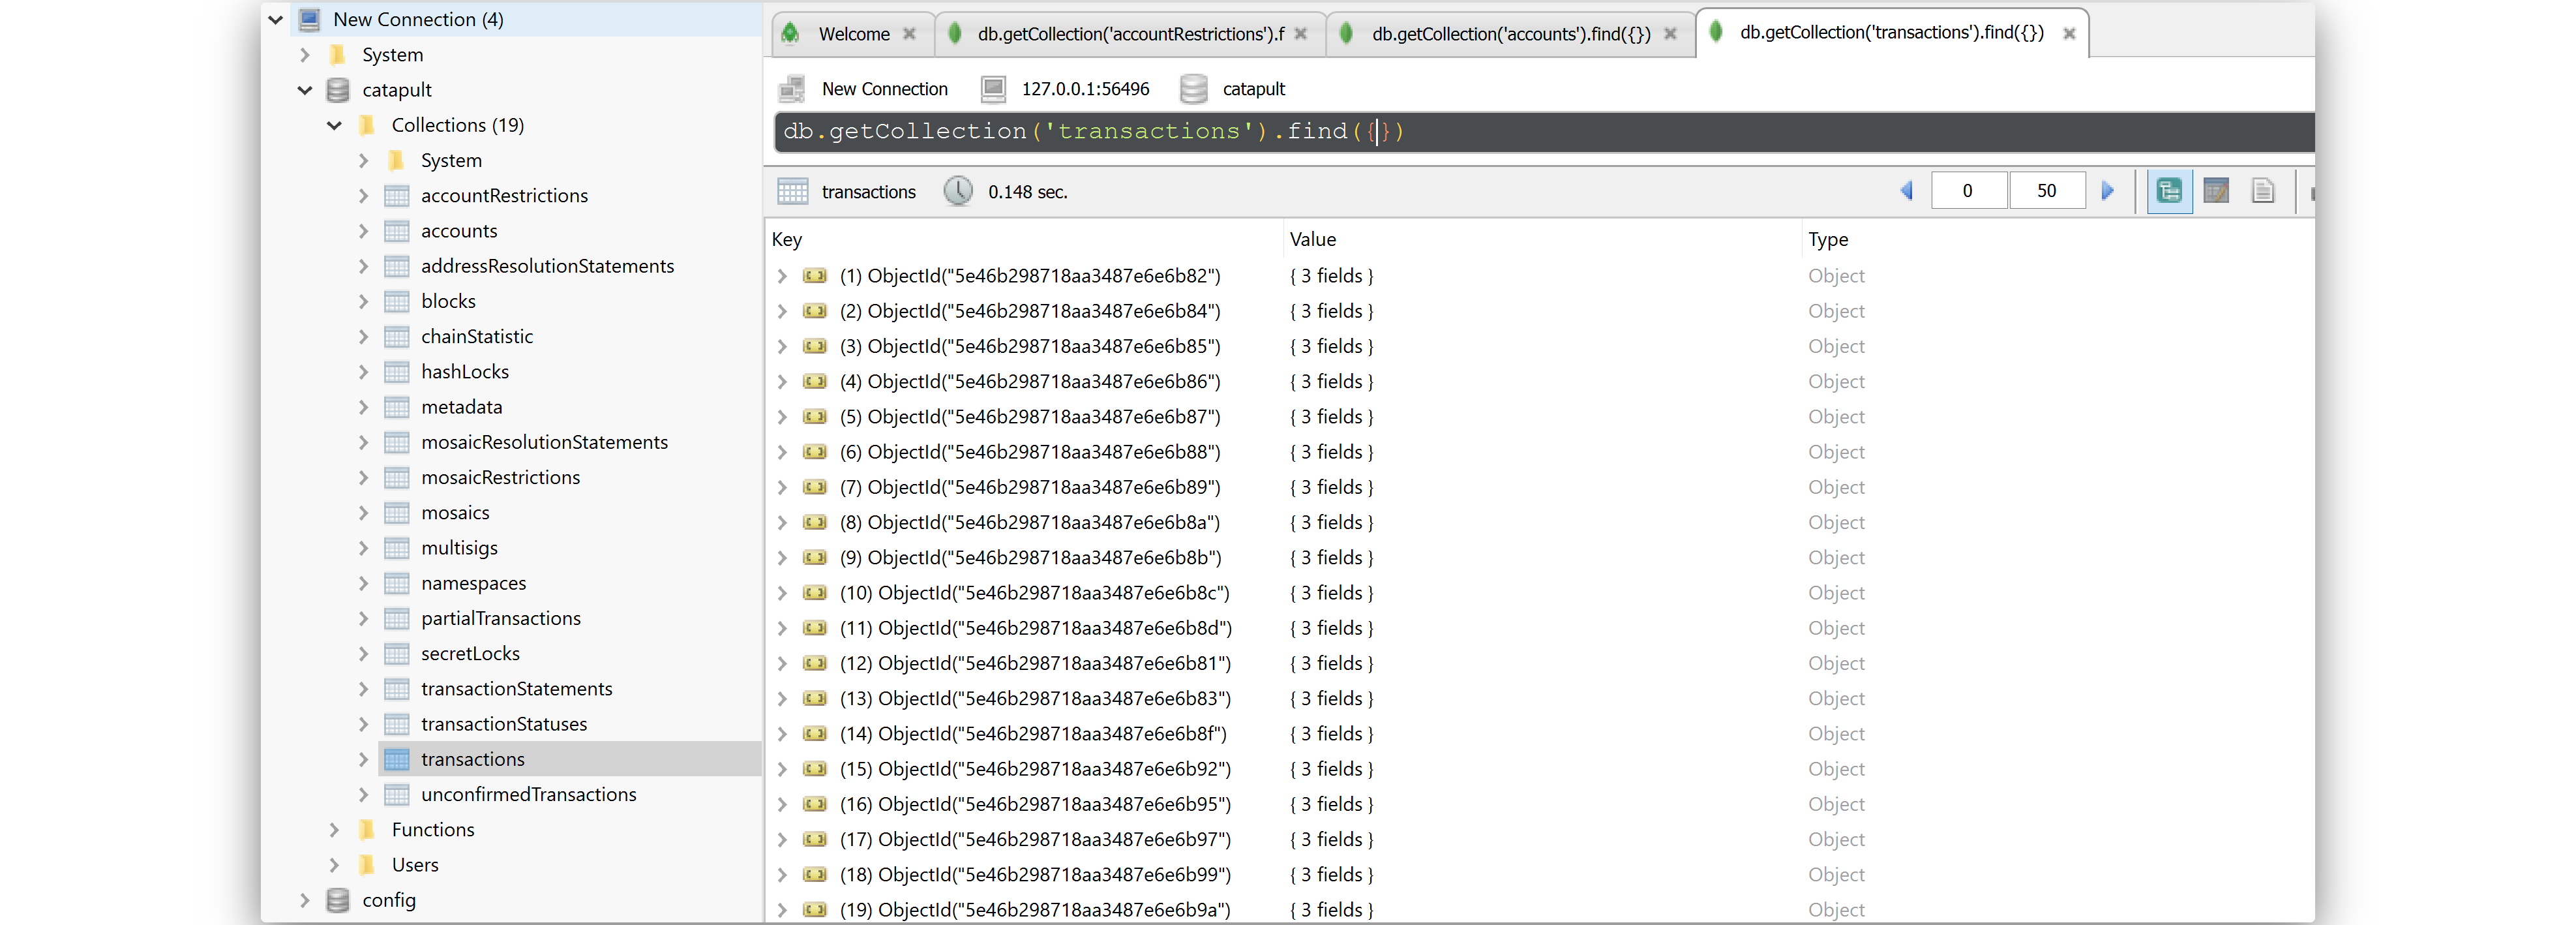 New Connection (4)
System
catapult
Collections (19)
System
accountRestrictions
accounts
addressResolutionStatements
blocks
chainStatistic
hashLocks
metadata
mosaicResolutionStatements
mosaicRestrictions
mosaics
multisigs
namespaces
partialTransactions
secretLocks
transactionStatements
transactionStatuses
transactions
unconfirmedTransactions
Functions
Users
config
Welcome db.getCollection('accountRestrictions').f db.getCollection('accounts').find({}) db.getCollection('transactions').find({})
New Connection 127.0.0.1:56496 catapult
db.getCollection('transactions').find({})
transactions 0.148 sec. 0 50
Key Value Type
(1) ObjectId("5e46b298718aa3487e6e6b82") { 3 fields } Object
(2) ObjectId("5e46b298718aa3487e6e6b84") { 3 fields } Object
(3) ObjectId("5e46b298718aa3487e6e6b85") { 3 fields } Object
(4) ObjectId("5e46b298718aa3487e6e6b86") { 3 fields } Object
(5) ObjectId("5e46b298718aa3487e6e6b87") { 3 fields } Object
(6) ObjectId("5e46b298718aa3487e6e6b88") { 3 fields } Object
(7) ObjectId("5e46b298718aa3487e6e6b89") { 3 fields } Object
(8) ObjectId("5e46b298718aa3487e6e6b8a") { 3 fields } Object
(9) ObjectId("5e46b298718aa3487e6e6b8b") { 3 fields } Object
(10) ObjectId("5e46b298718aa3487e6e6b8c") { 3 fields } Object
(11) ObjectId("5e46b298718aa3487e6e6b8d") { 3 fields } Object
(12) ObjectId("5e46b298718aa3487e6e6b81") { 3 fields } Object
(13) ObjectId("5e46b298718aa3487e6e6b83") { 3 fields } Object
(14) ObjectId("5e46b298718aa3487e6e6b8f") { 3 fields } Object
(15) ObjectId("5e46b298718aa3487e6e6b92") { 3 fields } Object
(16) ObjectId("5e46b298718aa3487e6e6b95") { 3 fields } Object
(17) ObjectId("5e46b298718aa3487e6e6b97") { 3 fields } Object
(18) ObjectId("5e46b298718aa3487e6e6b99") { 3 fields } Object
(19) ObjectId("5e46b298718aa3487e6e6b9a") { 3 fields } Object